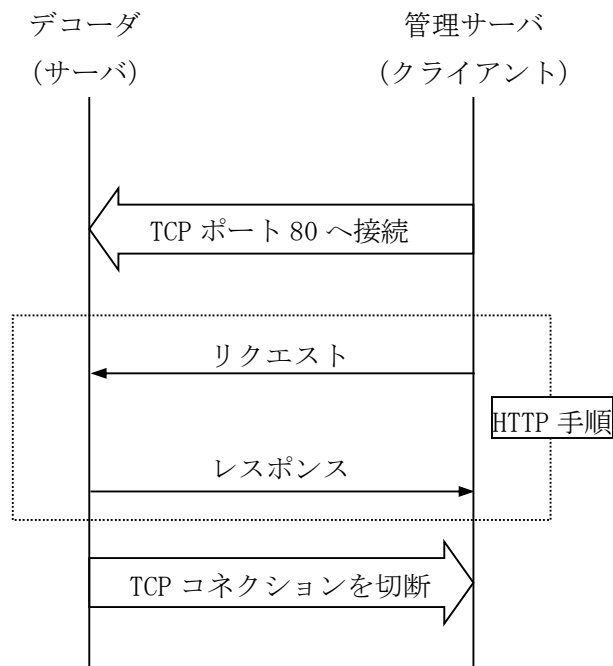 デコーダ
(サーバ)
管理サーバ
(クライアント)
TCP ポート 80 へ接続
リクエスト
HTTP 手順
レスポンス
TCP コネクションを切断